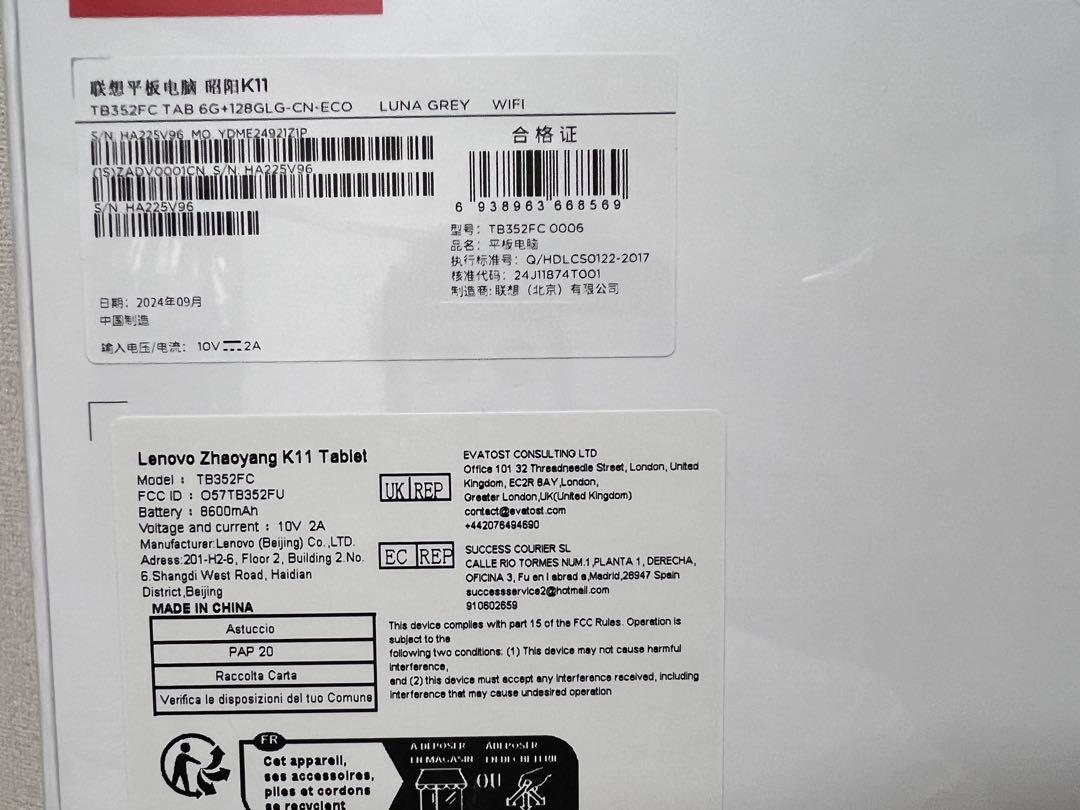 联想平板电脑 昭阳K11
TB352FC TAB 6G+128GLG-CN-ECO LUNA GREY WIFI
S/N HA225V96 MO YDME24921Z1P
(1S)ZADV0001CN S/N HA225V96
S/N HA225V96
合格证
6 938963 668569
型号: TB352FC 0006
品名: 平板电脑
执行标准号: Q/HDLCS0122-2017
核准代码: 24J11874T001
制造商: 联想（北京）有限公司
日期: 2024年09月
中国制造
输入电压/电流: 10V 2A
Lenovo Zhaoyang K11 Tablet
Model : TB352FC
FCC ID : O57TB352FU
Battery : 8600mAh
Voltage and current : 10V 2A
Manufacturer:Lenovo (Beijing) Co.,LTD.
Adress:201-H2-6, Floor 2, Building 2.No.
6.Shangdi West Road, Haidian
District,Beijing
MADE IN CHINA
UK REP
EVATOST CONSULTING LTD
Office 101 32 Threadneedle Street, London, United
Kingdom, EC2R 8AY,London,
Greater London,UK(United Kingdom)
contact@evatost.com
+442076494690
EC REP
SUCCESS COURIER SL
CALLE RIO TORMES NUM.1,PLANTA 1, DERECHA,
OFICINA 3, Fu en l abrad a,Madrid,28947 Spain
successservice2@hotmail.com
910602659
Astuccio
PAP 20
Raccolta Carta
Verifica le disposizioni del tuo Comune
This device complies with part 15 of the FCC Rules. Operation is
subject to the
following two conditions: (1) This device may not cause harmful
interference,
and (2) this device must accept any interference received, including
interference that may cause undesired operation
FR
Cet appareil,
ses accessoires,
piles et cordons
se recyclent
À DÉPOSER
EN MAGASIN
OU
À DÉPOSER
EN DÉCHÈTERIE